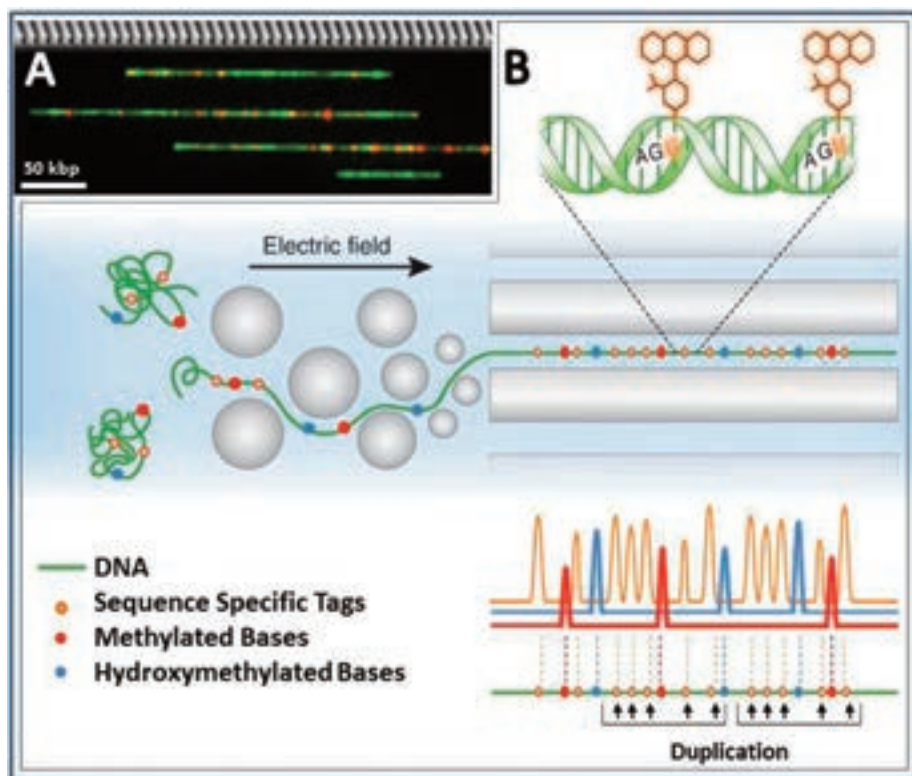 A
B
50 kbp
AG
AG
Electric field
DNA
Sequence Specific Tags
Methylated Bases
Hydroxymethylated Bases
Duplication